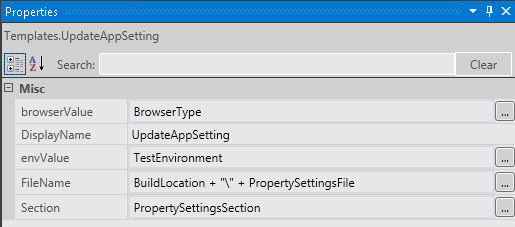 Properties
Templates.UpdateAppSetting
Search: Clear
Misc
browserValue BrowserType ...
DisplayName UpdateAppSetting
envValue TestEnvironment ...
FileName BuildLocation + "\" + PropertySettingsFile ...
Section PropertySettingsSection ...